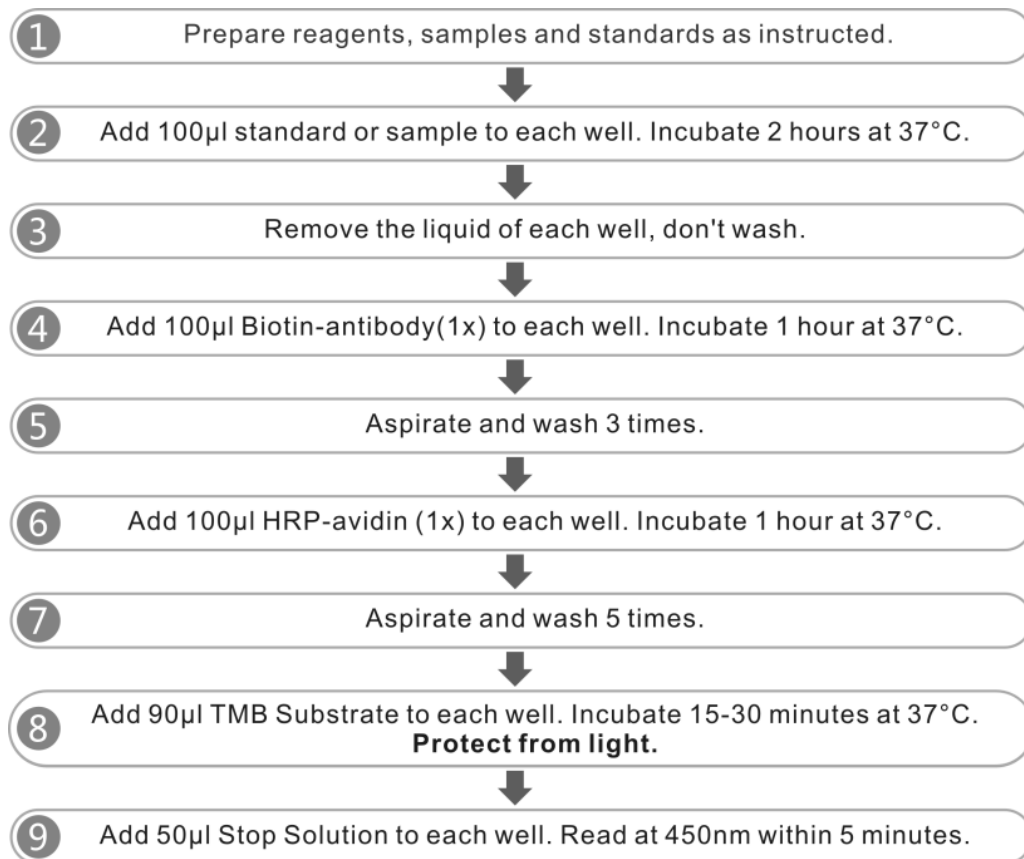 1 Prepare reagents, samples and standards as instructed.
2 Add 100µl standard or sample to each well. Incubate 2 hours at 37°C.
3 Remove the liquid of each well, don't wash.
4 Add 100µl Biotin-antibody(1x) to each well. Incubate 1 hour at 37°C.
5 Aspirate and wash 3 times.
6 Add 100µl HRP-avidin (1x) to each well. Incubate 1 hour at 37°C.
7 Aspirate and wash 5 times.
8 Add 90µl TMB Substrate to each well. Incubate 15-30 minutes at 37°C.
Protect from light.
9 Add 50µl Stop Solution to each well. Read at 450nm within 5 minutes.